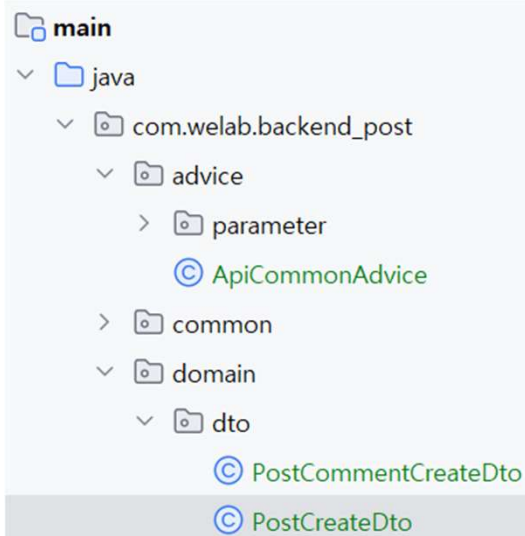 main
java
com.welab.backend_post
advice
parameter
ApiCommonAdvice
common
domain
dto
PostCommentCreateDto
PostCreateDto